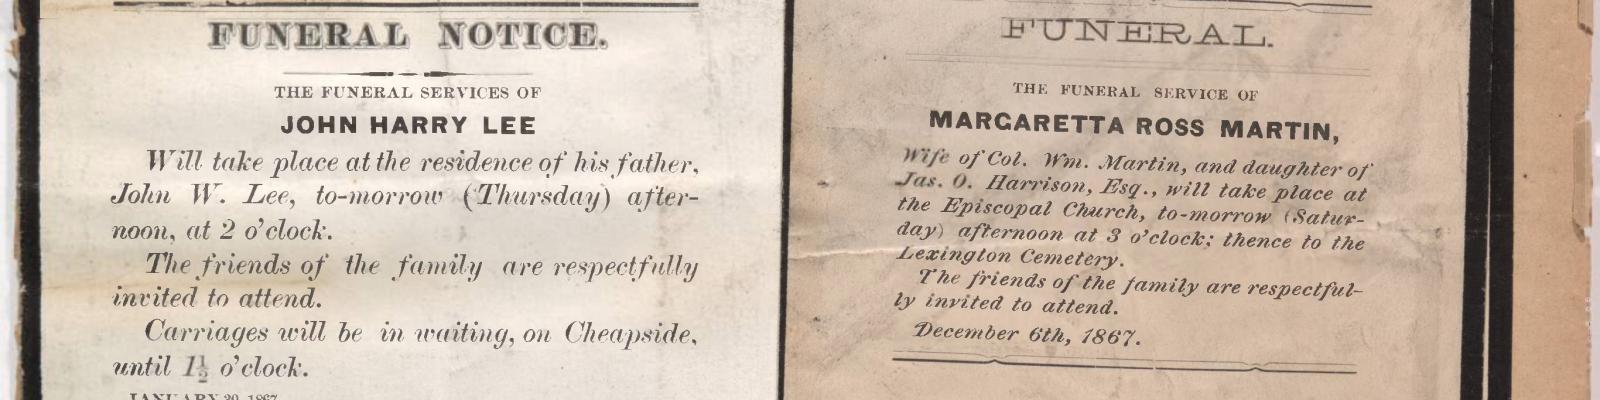 FUNERAL NOTICE.
THE FUNERAL SERVICES OF
JOHN HARRY LEE
Will take place at the residence of his father,
John W. Lee, to-morrow (Thursday) after-
noon, at 2 o'clock.
The friends of the family are respectfully
invited to attend.
Carriages will be in waiting, on Cheapside,
until 1½ o'clock.
JANUARY 30, 1867.
FUNERAL.
THE FUNERAL SERVICE OF
MARGARETTA ROSS MARTIN,
Wife of Col. Wm. Martin, and daughter of
Jas. O. Harrison, Esq., will take place at
the Episcopal Church, to-morrow (Satur-
day) afternoon at 3 o'clock; thence to the
Lexington Cemetery.
The friends of the family are respectful-
ly invited to attend.
December 6th, 1867.